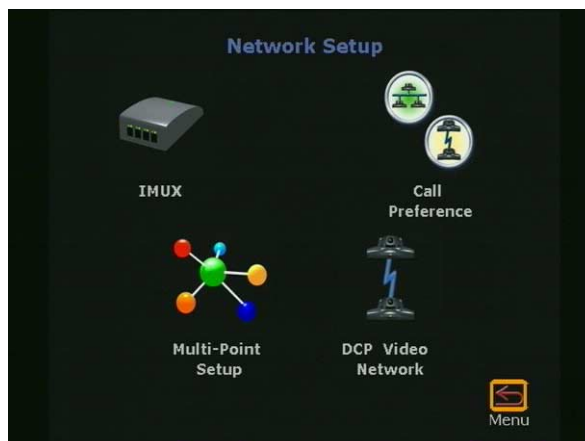 Network Setup
IMUX
Call
Preference
Multi-Point
Setup
DCP Video
Network
Menu